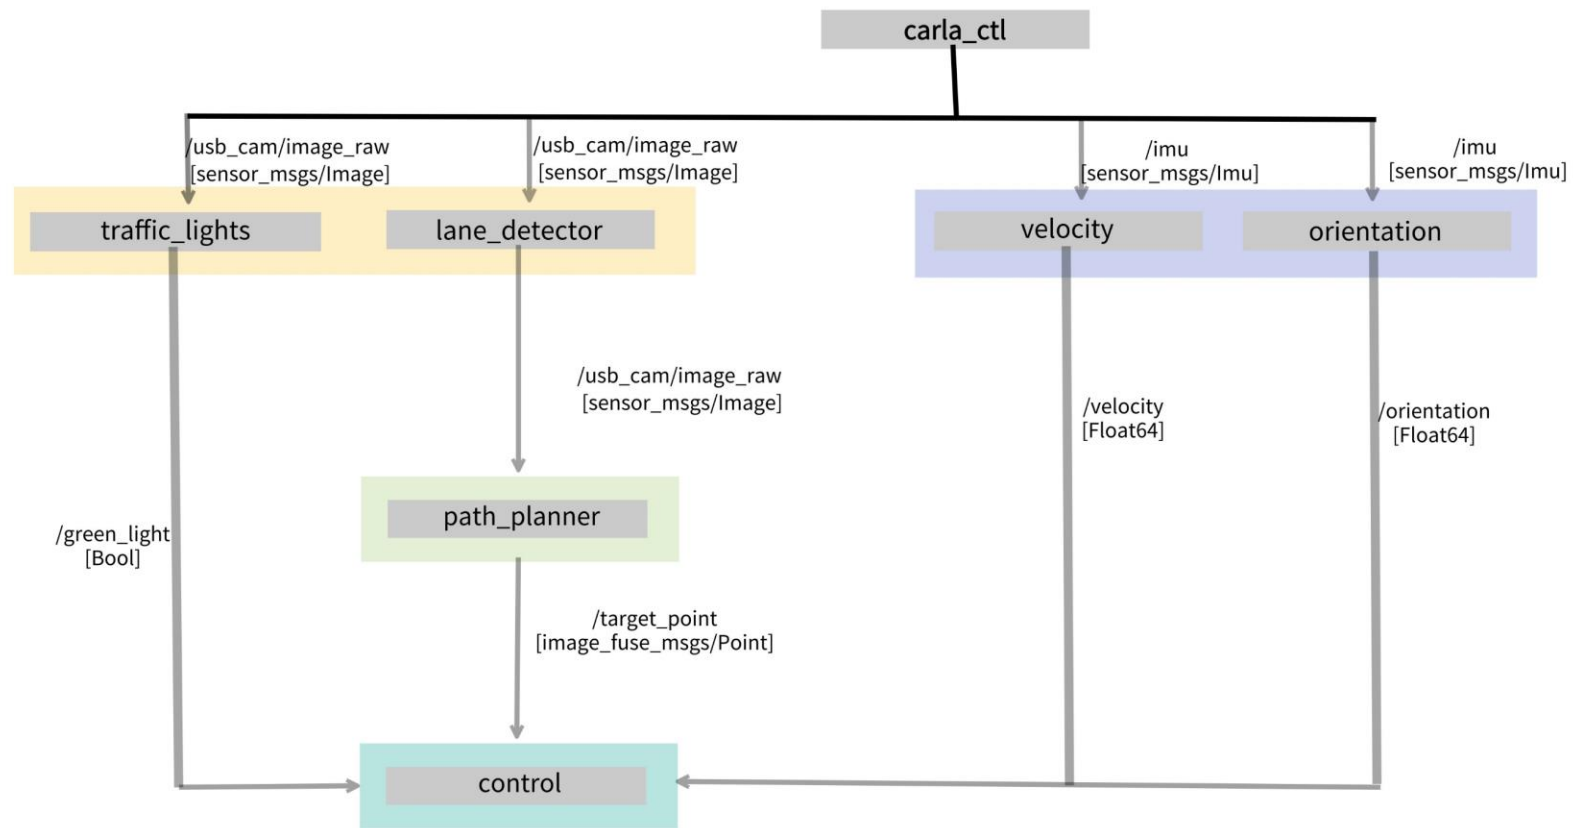 carla_ctl
/usb_cam/image_raw
[sensor_msgs/Image]
/usb_cam/image_raw
[sensor_msgs/Image]
/imu
[sensor_msgs/Imu]
/imu
[sensor_msgs/Imu]
traffic_lights
lane_detector
velocity
orientation
/usb_cam/image_raw
[sensor_msgs/Image]
/velocity
[Float64]
/orientation
[Float64]
path_planner
/green_light
[Bool]
/target_point
[image_fuse_msgs/Point]
control